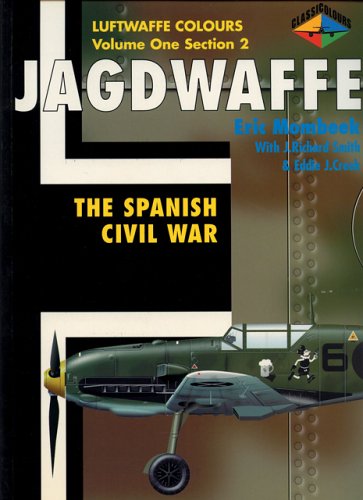 LUFTWAFFE COLOURS
Volume One Section 2
CLASSIC COLOURS
JAGDWAFFE
Eric Mombeek
With J.Richard Smith
& Eddie J.Creek
THE SPANISH
CIVIL WAR
6